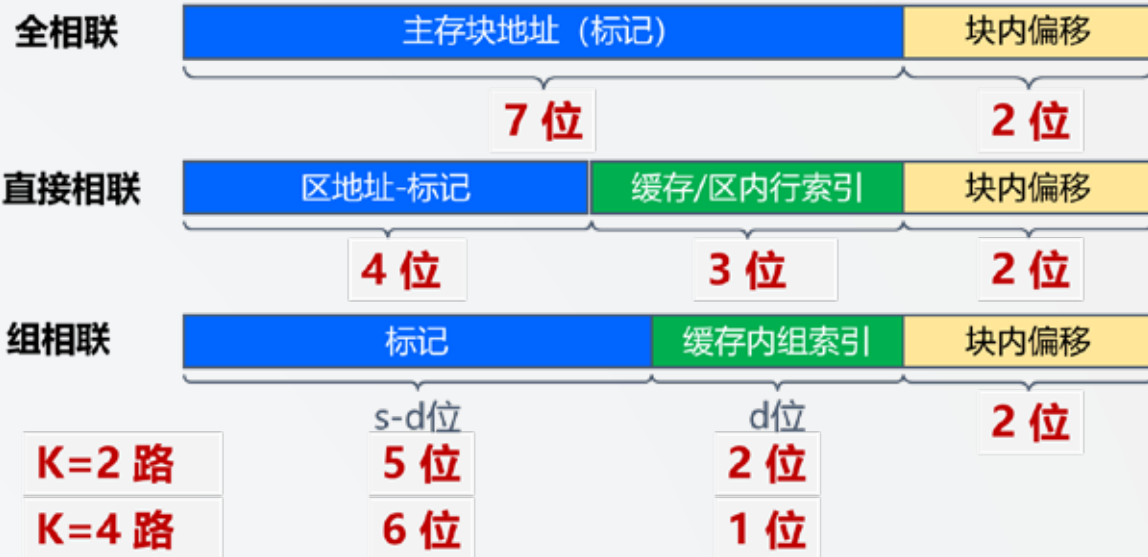 全相联 主存块地址（标记） 块内偏移
7 位 2 位
直接相联 区地址-标记 缓存/区内行索引 块内偏移
4 位 3 位 2 位
组相联 标记 缓存内组索引 块内偏移
s-d位 d位 2 位
K=2 路 5 位 2 位
K=4 路 6 位 1 位